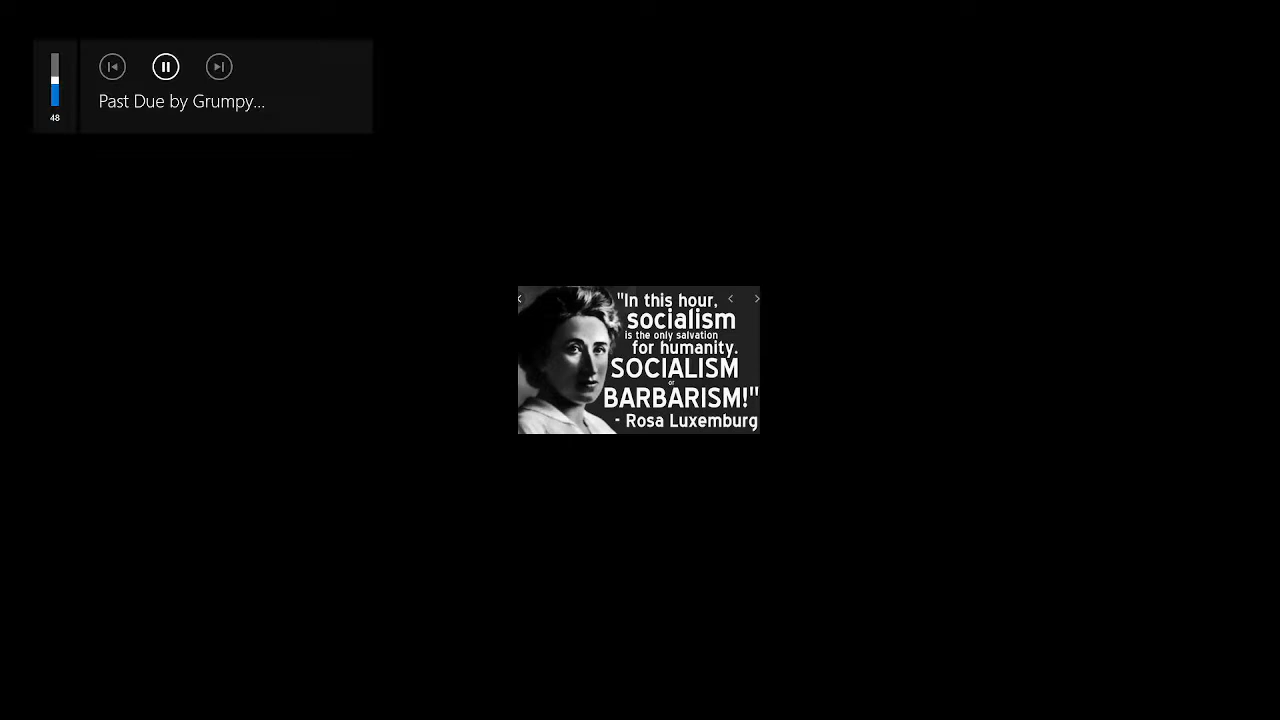 Past Due by Grumpy...
48
"In this hour,
socialism
is the only salvation
for humanity.
SOCIALISM
or
BARBARISM!"
- Rosa Luxemburg